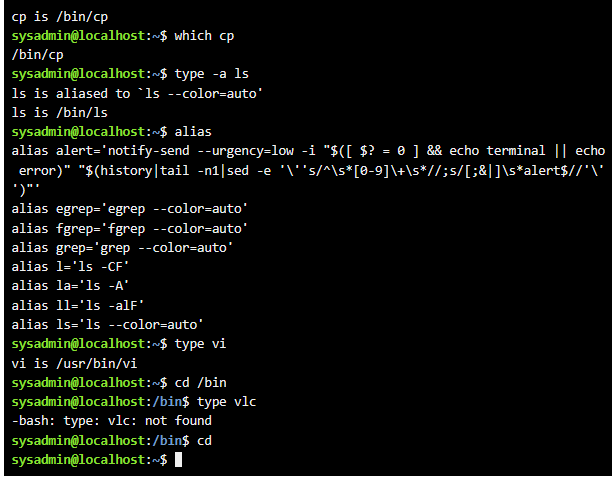 cp is /bin/cp
sysadmin@localhost:~$ which cp
/bin/cp
sysadmin@localhost:~$ type -a ls
ls is aliased to `ls --color=auto'
ls is /bin/ls
sysadmin@localhost:~$ alias
alias alert='notify-send --urgency=low -i "$([ $? = 0 ] && echo terminal || echo
 error)" "$(history|tail -n1|sed -e '\''s/^\s*[0-9]\+\s*//;s/[;&|]\s*alert$//'\'
')"'
alias egrep='egrep --color=auto'
alias fgrep='fgrep --color=auto'
alias grep='grep --color=auto'
alias l='ls -CF'
alias la='ls -A'
alias ll='ls -alF'
alias ls='ls --color=auto'
sysadmin@localhost:~$ type vi
vi is /usr/bin/vi
sysadmin@localhost:~$ cd /bin
sysadmin@localhost:/bin$ type vlc
-bash: type: vlc: not found
sysadmin@localhost:/bin$ cd
sysadmin@localhost:~$